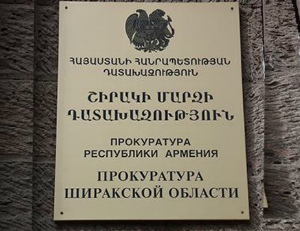 ՀԱՅԱՍՏԱՆԻ ՀԱՆՐԱՊԵՏՈՒԹՅԱՆ
ԴԱՏԱԽԱԶՈՒԹՅՈՒՆ
ՇԻՐԱԿԻ ՄԱՐԶԻ
ԴԱՏԱԽԱԶՈՒԹՅՈՒՆ
ПРОКУРАТУРА
РЕСПУБЛИКИ АРМЕНИЯ
ПРОКУРАТУРА
ШИРАКСКОЙ ОБЛАСТИ